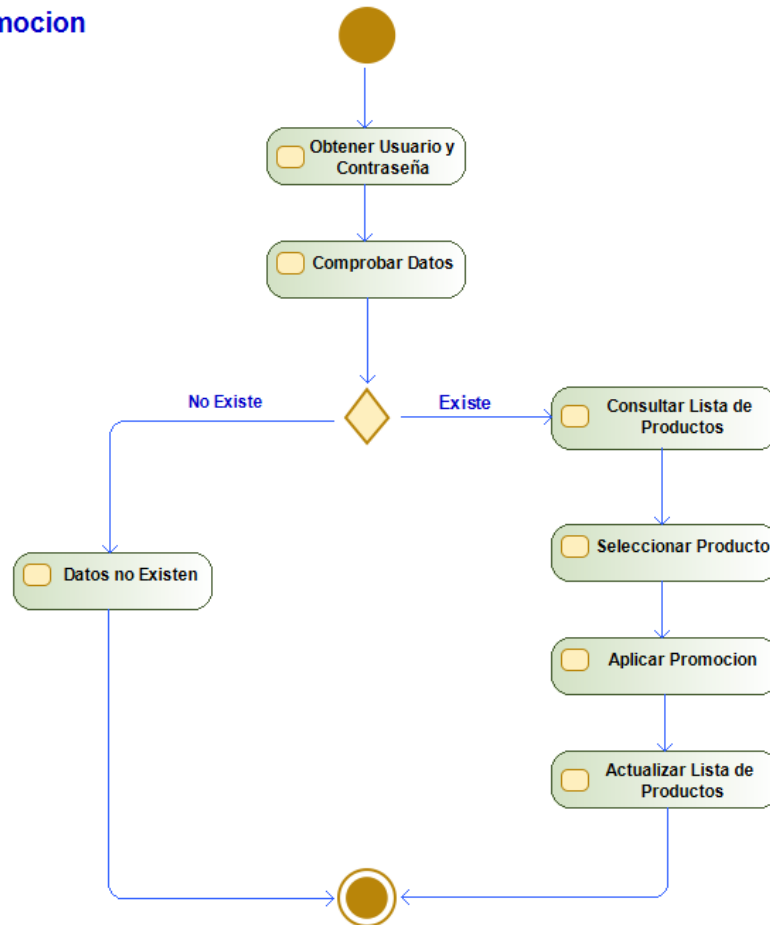 mocion
Obtener Usuario y
Contraseña
Comprobar Datos
No Existe
Existe
Consultar Lista de
Productos
Datos no Existen
Seleccionar Producto
Aplicar Promocion
Actualizar Lista de
Productos